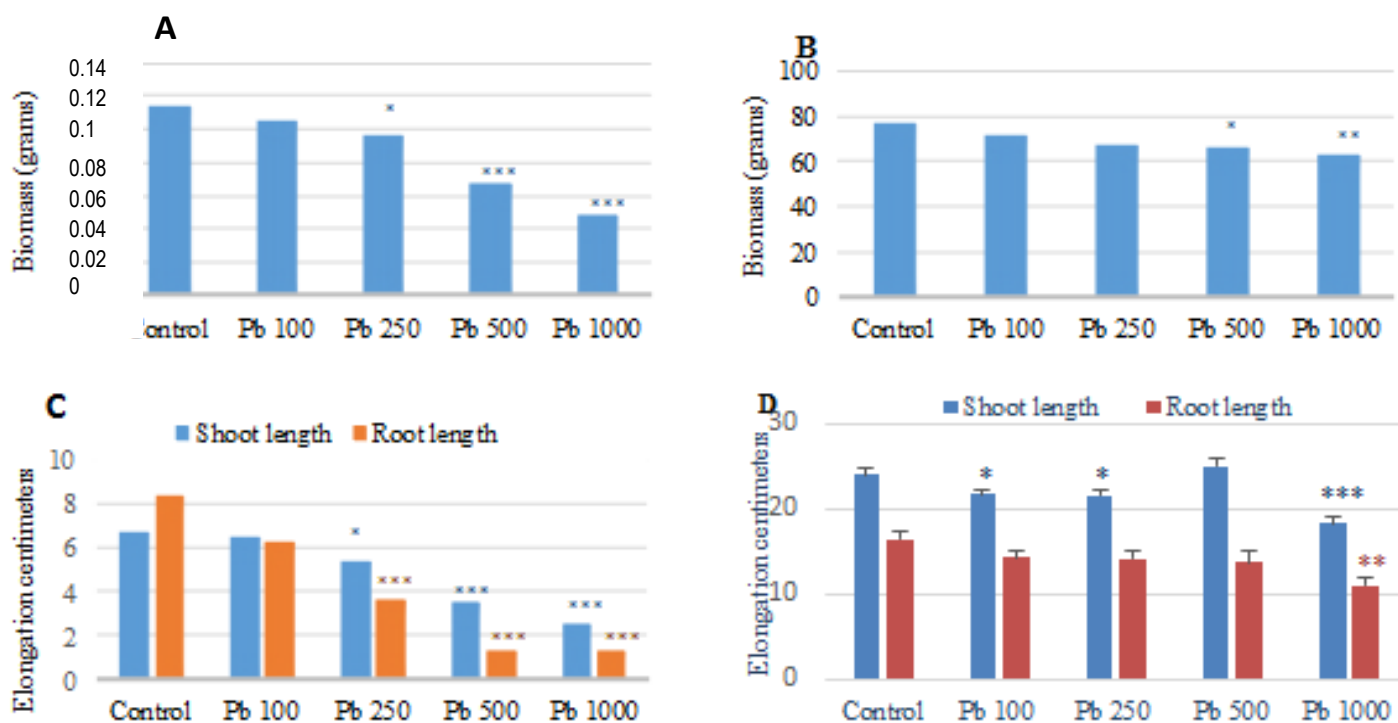 A
Biomass (grams)
0.14
0.12
0.1
0.08
0.06
0.04
0.02
0
*
***
***
ontrol Pb 100 Pb 250 Pb 500 Pb 1000
B
Biomass (grams)
100
80
60
40
20
0
*
**
Control Pb 100 Pb 250 Pb 500 Pb 1000
C
Shoot length Root length
Elongation centimeters
10
8
6
4
2
0
*
***
***
***
***
***
Control Pb 100 Pb 250 Pb 500 Pb 1000
D
Shoot length Root length
Elongation centimeters
30
20
10
0
*
*
***
**
Control Pb 100 Pb 250 Pb 500 Pb 1000